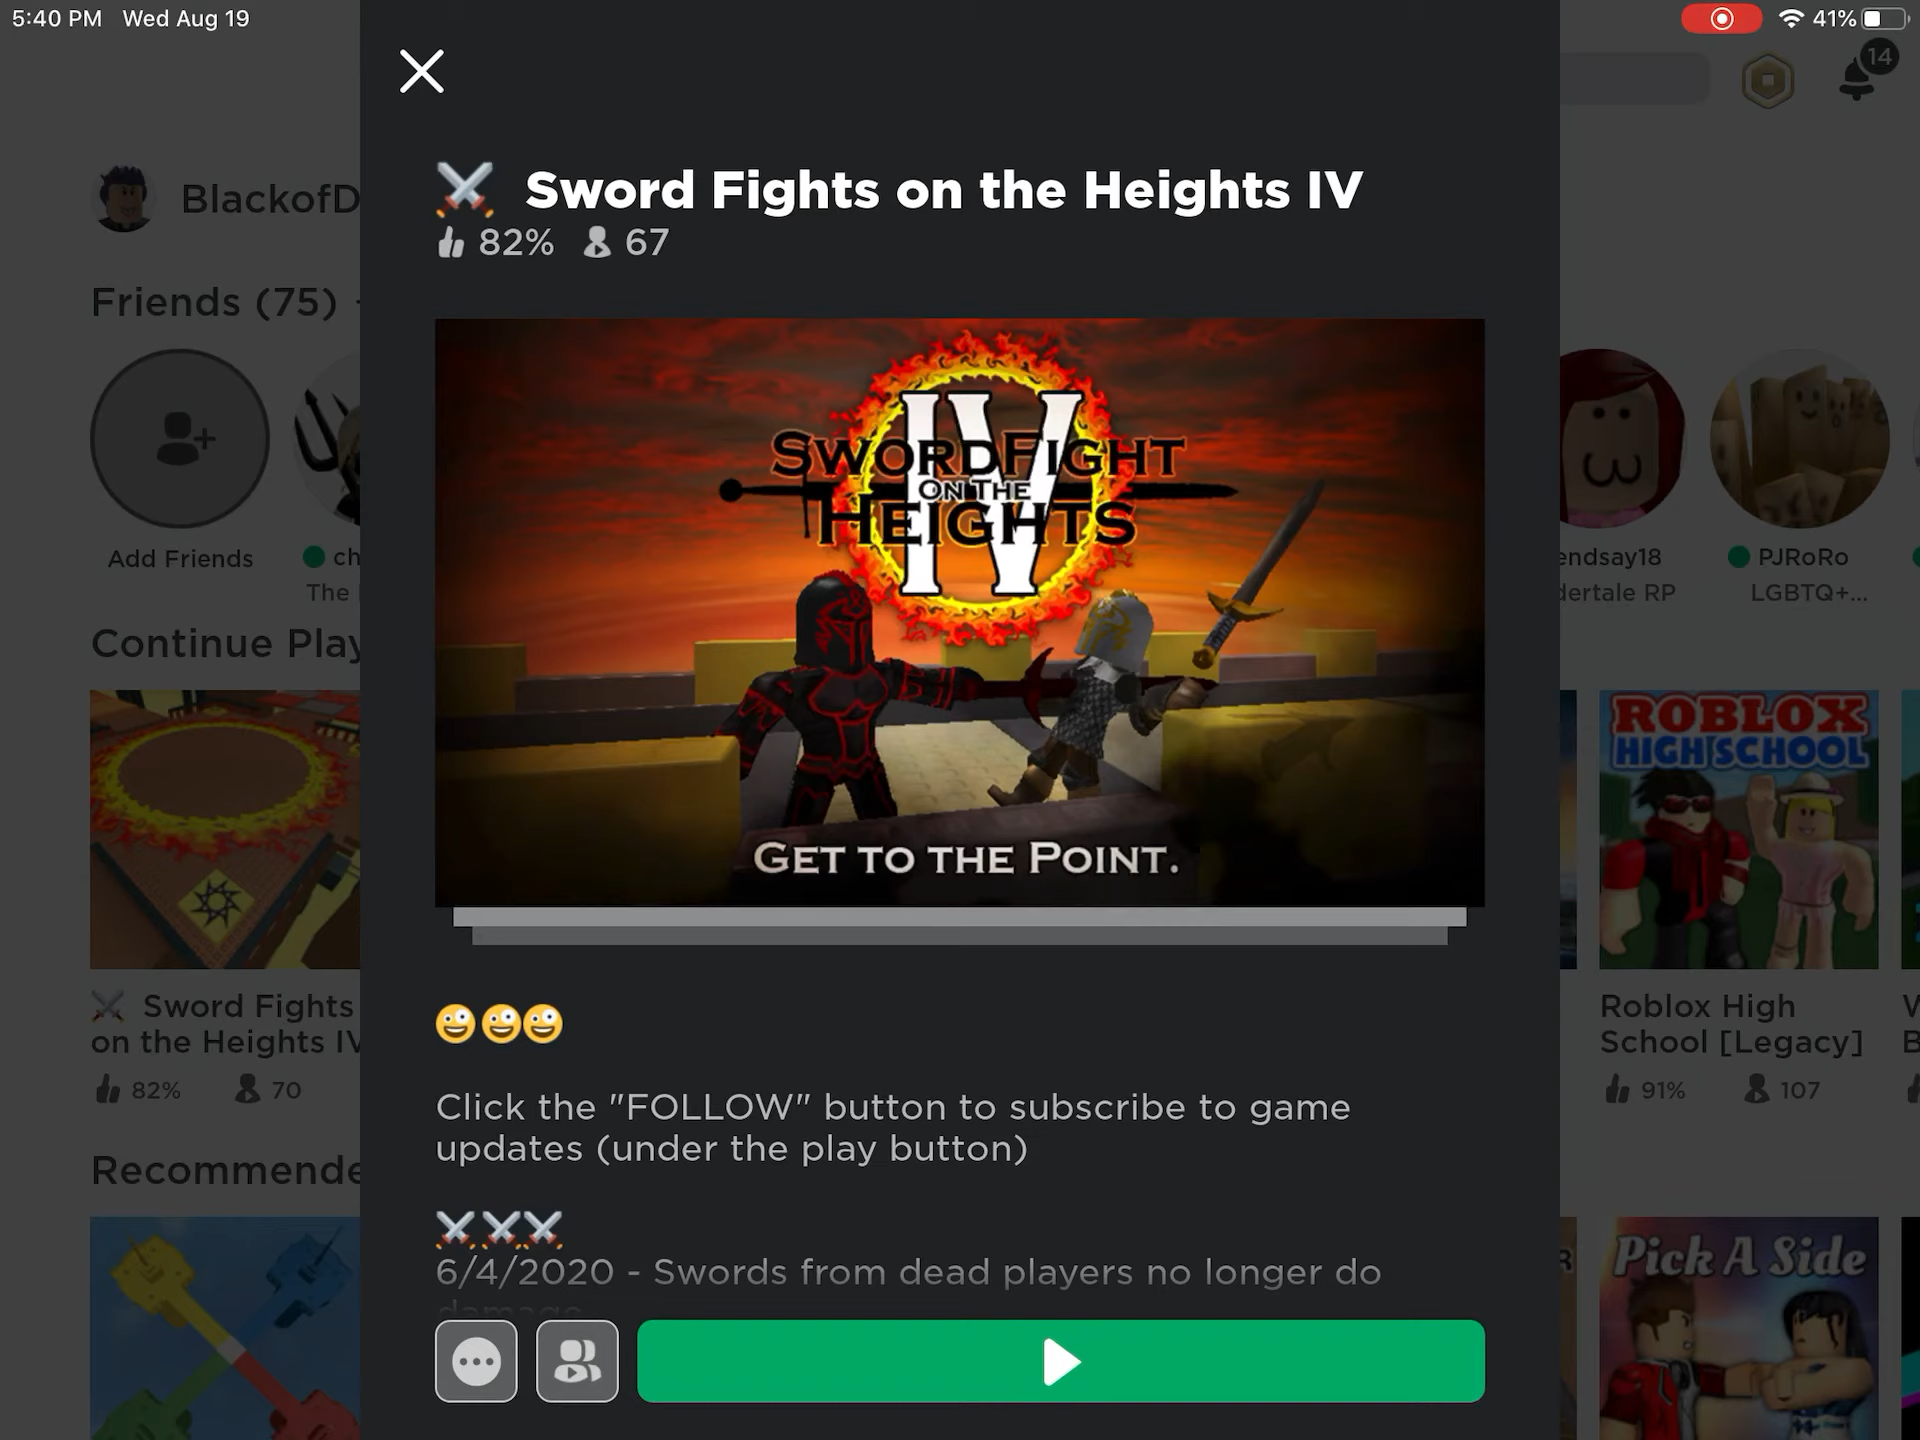 5:40 PM Wed Aug 19
41%
14
Sword Fights on the Heights IV
82% 67
BlackofD
Friends (75)
IV
SWORDFIGHT
ON THE
HEIGHTS
GET TO THE POINT.
Add Friends
ch
The
endsay18
dertale RP
PJRoRo
LGBTQ+...
Continue Play
ROBLOX
HIGH SCHOOL
Sword Fights
on the Heights IV
82% 70
Roblox High
School [Legacy]
91% 107
Click the "FOLLOW" button to subscribe to game
updates (under the play button)
6/4/2020 - Swords from dead players no longer do
damage
Recommende
Pick A Side